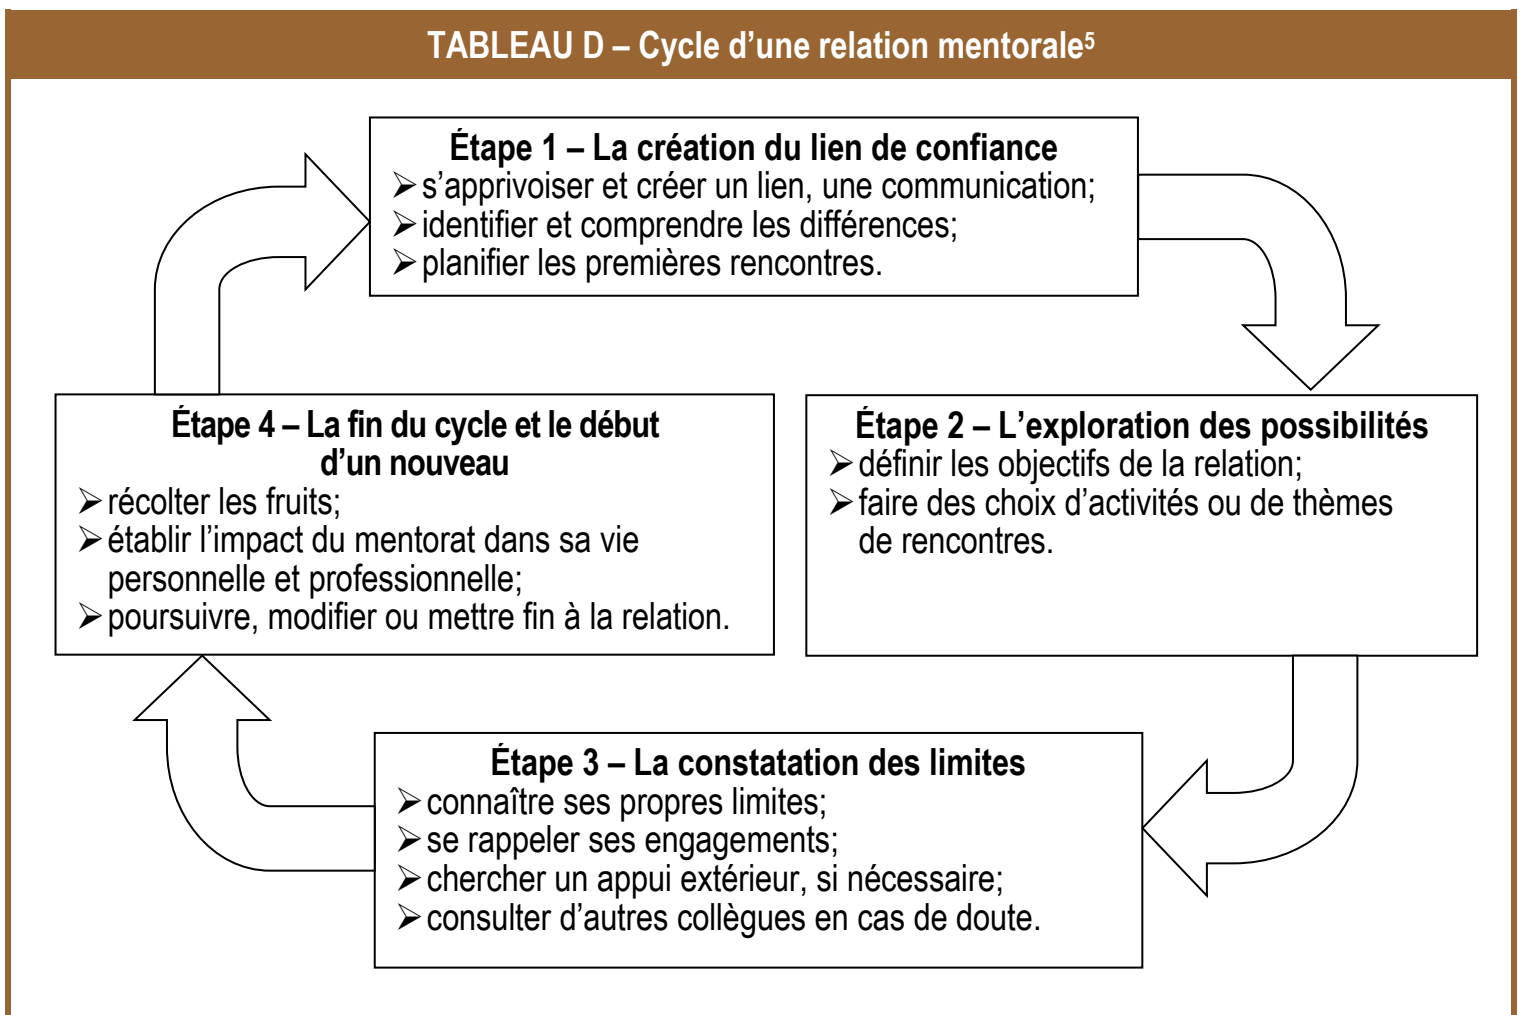 TABLEAU D – Cycle d’une relation mentorale⁵
Étape 1 – La création du lien de confiance
➢ s’apprivoiser et créer un lien, une communication;
➢ identifier et comprendre les différences;
➢ planifier les premières rencontres.
Étape 2 – L’exploration des possibilités
➢ définir les objectifs de la relation;
➢ faire des choix d’activités ou de thèmes
de rencontres.
Étape 3 – La constatation des limites
➢ connaître ses propres limites;
➢ se rappeler ses engagements;
➢ chercher un appui extérieur, si nécessaire;
➢ consulter d’autres collègues en cas de doute.
Étape 4 – La fin du cycle et le début
d’un nouveau
➢ récolter les fruits;
➢ établir l’impact du mentorat dans sa vie
personnelle et professionnelle;
➢ poursuivre, modifier ou mettre fin à la relation.